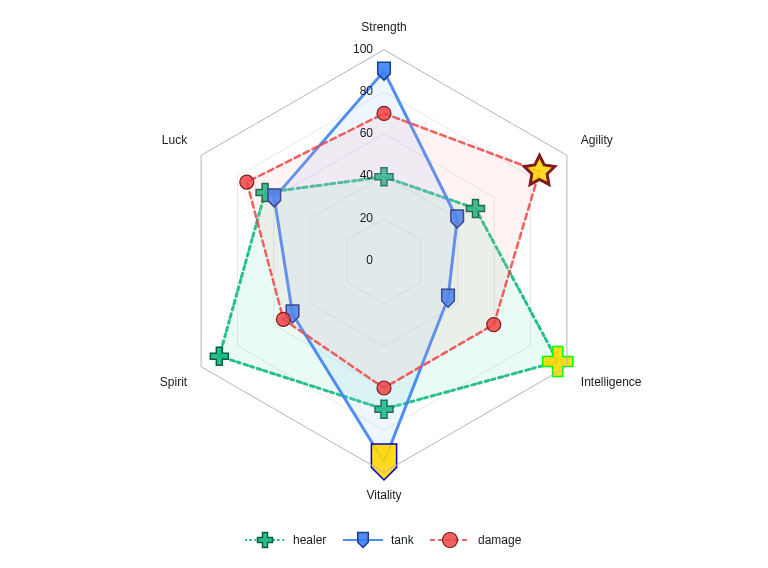 Strength
100
80
60
40
20
0
Luck
Agility
Spirit
Intelligence
Vitality
healer tank damage